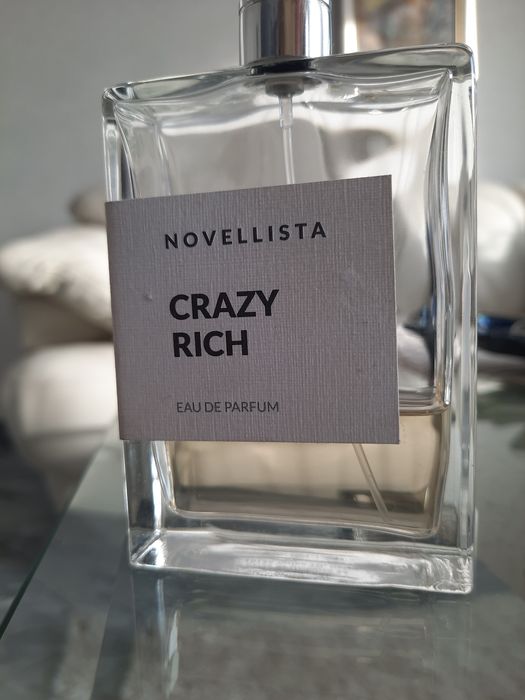 NOVELLISTA
CRAZY
RICH
EAU DE PARFUM